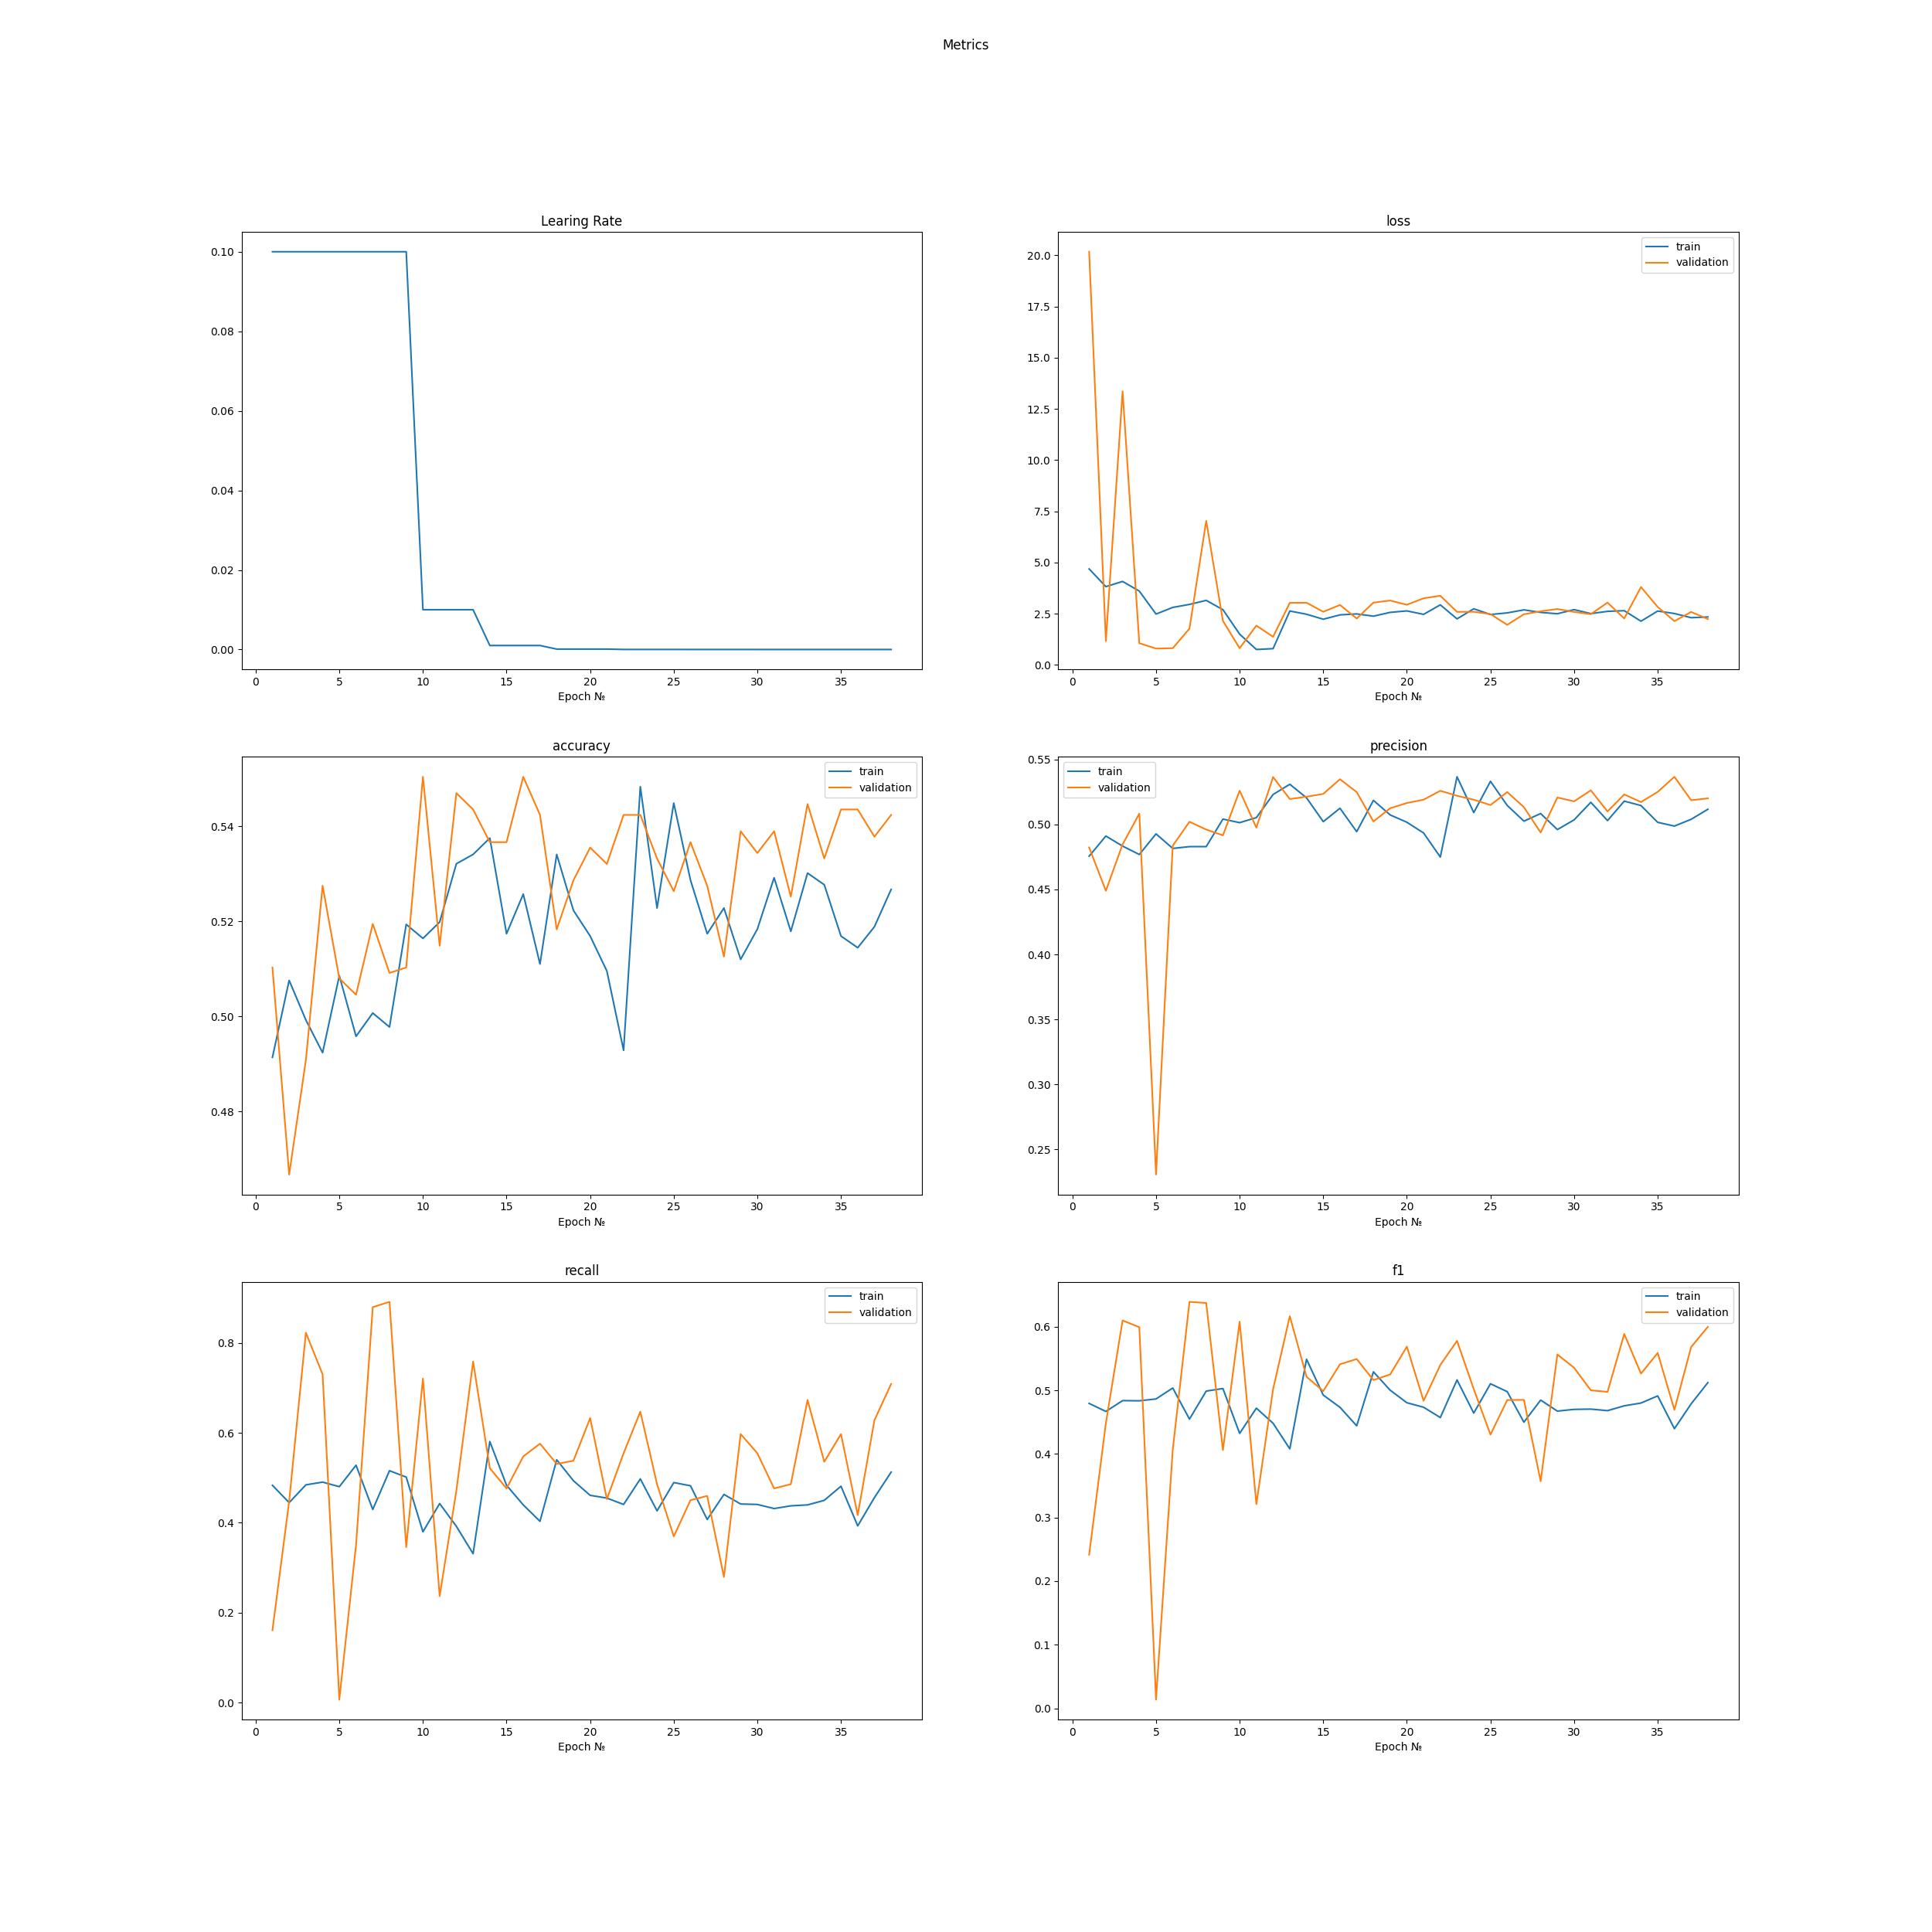 Metrics
Learing Rate
0.10
0.08
0.06
0.04
0.02
0.00
0 5 10 15 20 25 30 35
Epoch №
loss
train
validation
20.0
17.5
15.0
12.5
10.0
7.5
5.0
2.5
0.0
0 5 10 15 20 25 30 35
Epoch №
accuracy
train
validation
0.54
0.52
0.50
0.48
0 5 10 15 20 25 30 35
Epoch №
precision
train
validation
0.55
0.50
0.45
0.40
0.35
0.30
0.25
0 5 10 15 20 25 30 35
Epoch №
recall
train
validation
0.8
0.6
0.4
0.2
0.0
0 5 10 15 20 25 30 35
Epoch №
f1
train
validation
0.6
0.5
0.4
0.3
0.2
0.1
0.0
0 5 10 15 20 25 30 35
Epoch №